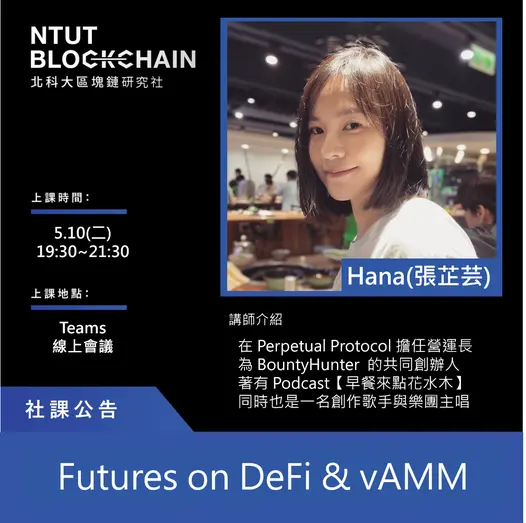 NTUT
BLOCKCHAIN
北科大區塊鏈研究社
上課時間：
5.10(二)
19:30~21:30
上課地點：
Teams
線上會議
Hana(張芷芸)
講師介紹
在 Perpetual Protocol 擔任營運長
為 BountyHunter 的共同創辦人
著有 Podcast【早餐來點花水木】
同時也是一名創作歌手與樂團主唱
社課公告
Futures on DeFi & vAMM